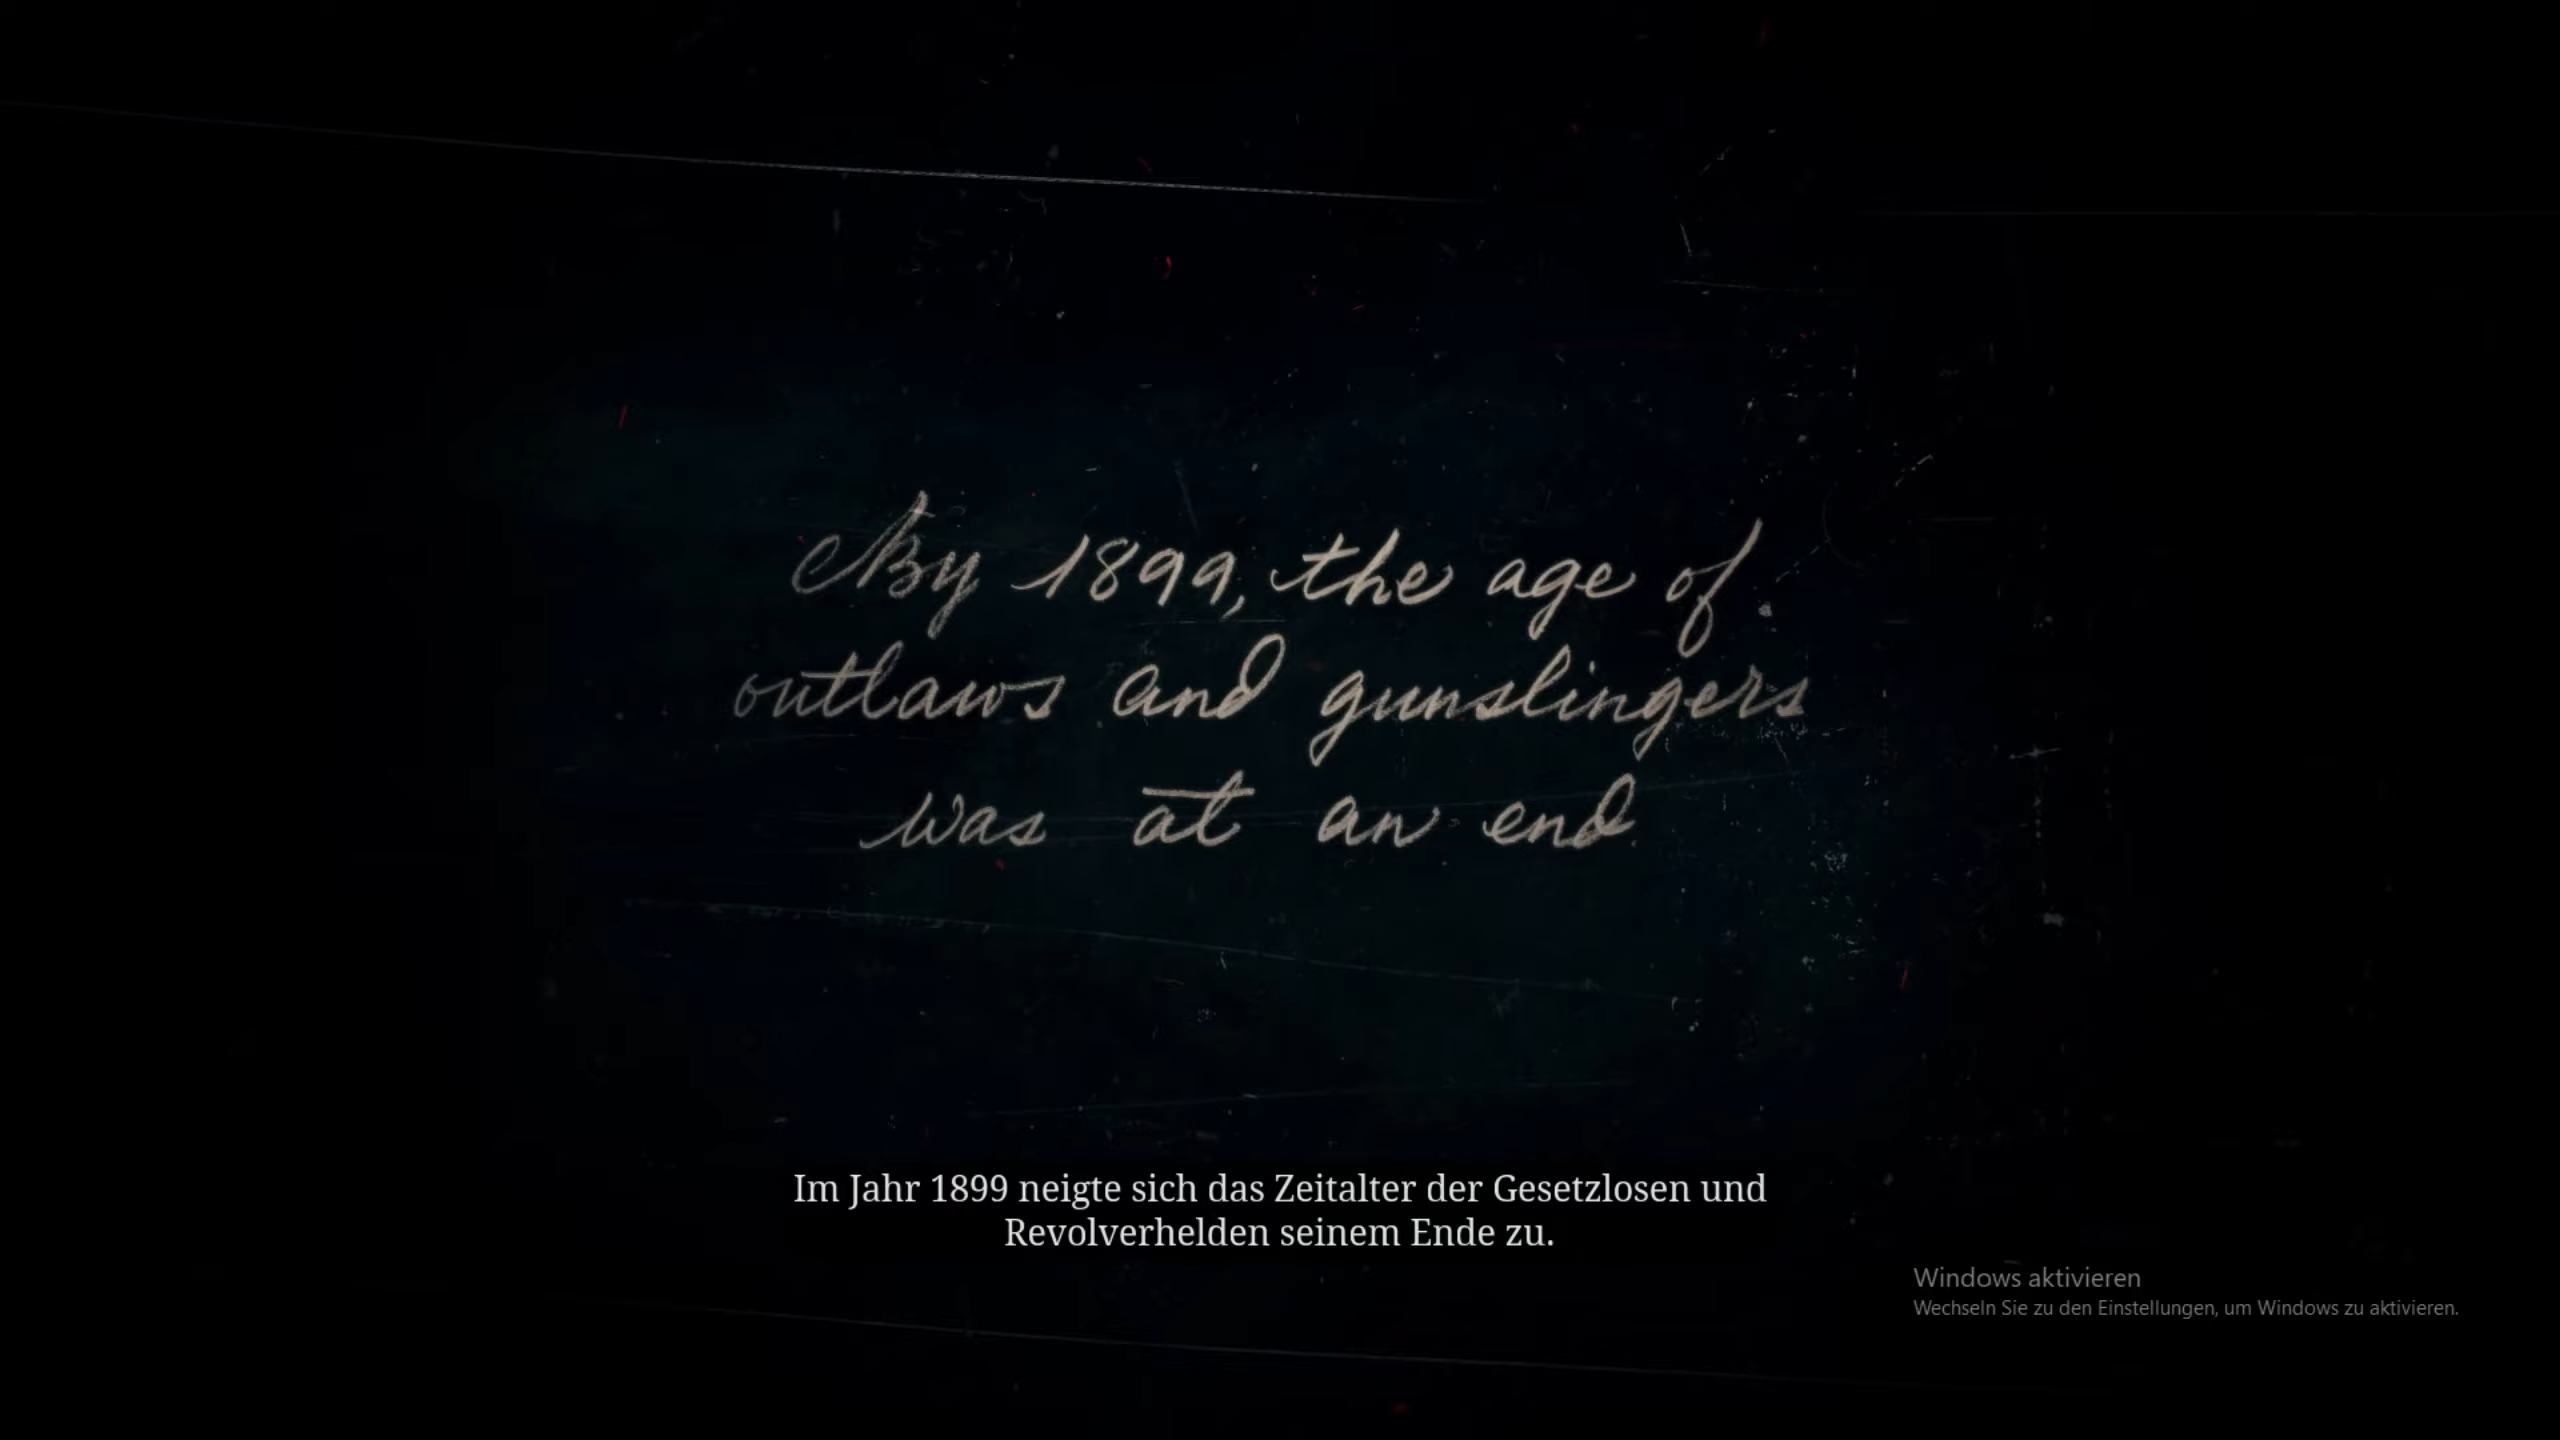 By 1899, the age of
outlaws and gunslingers
was at an end.
Im Jahr 1899 neigte sich das Zeitalter der Gesetzlosen und
Revolverhelden seinem Ende zu.
Windows aktivieren
Wechseln Sie zu den Einstellungen, um Windows zu aktivieren.